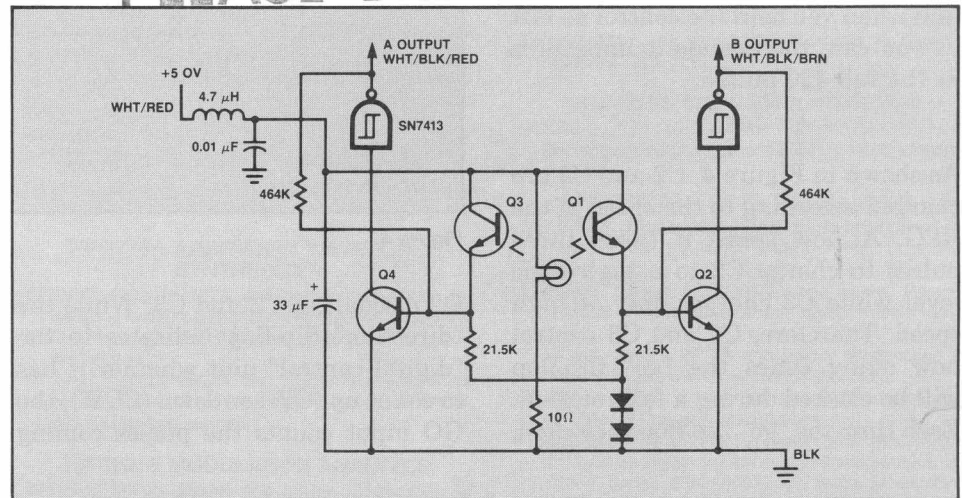 A OUTPUT
WHT/BLK/RED
B OUTPUT
WHT/BLK/BRN
+5 0V
WHT/RED
4.7 µH
0.01 µF
SN7413
464K
464K
Q3
Q1
Q4
Q2
33 µF
+
21.5K
21.5K
10Ω
BLK